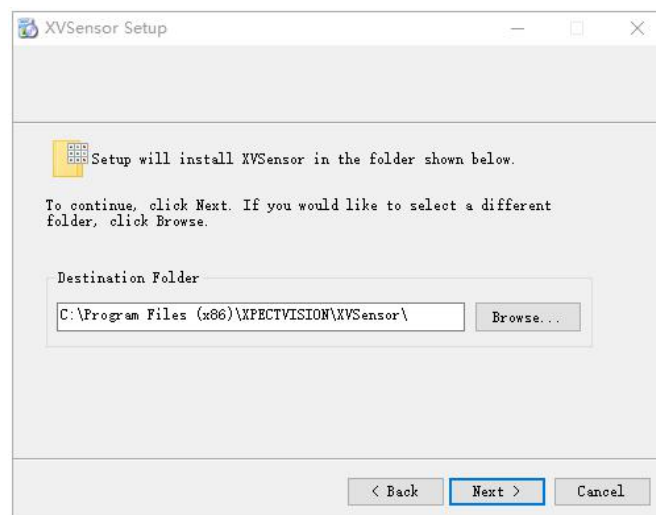 XVSensor Setup
Setup will install XVSensor in the folder shown below.
To continue, click Next. If you would like to select a different
folder, click Browse.
Destination Folder
C:\Program Files (x86)\XPECTVISION\XVSensor\
Browse...
< Back
Next >
Cancel